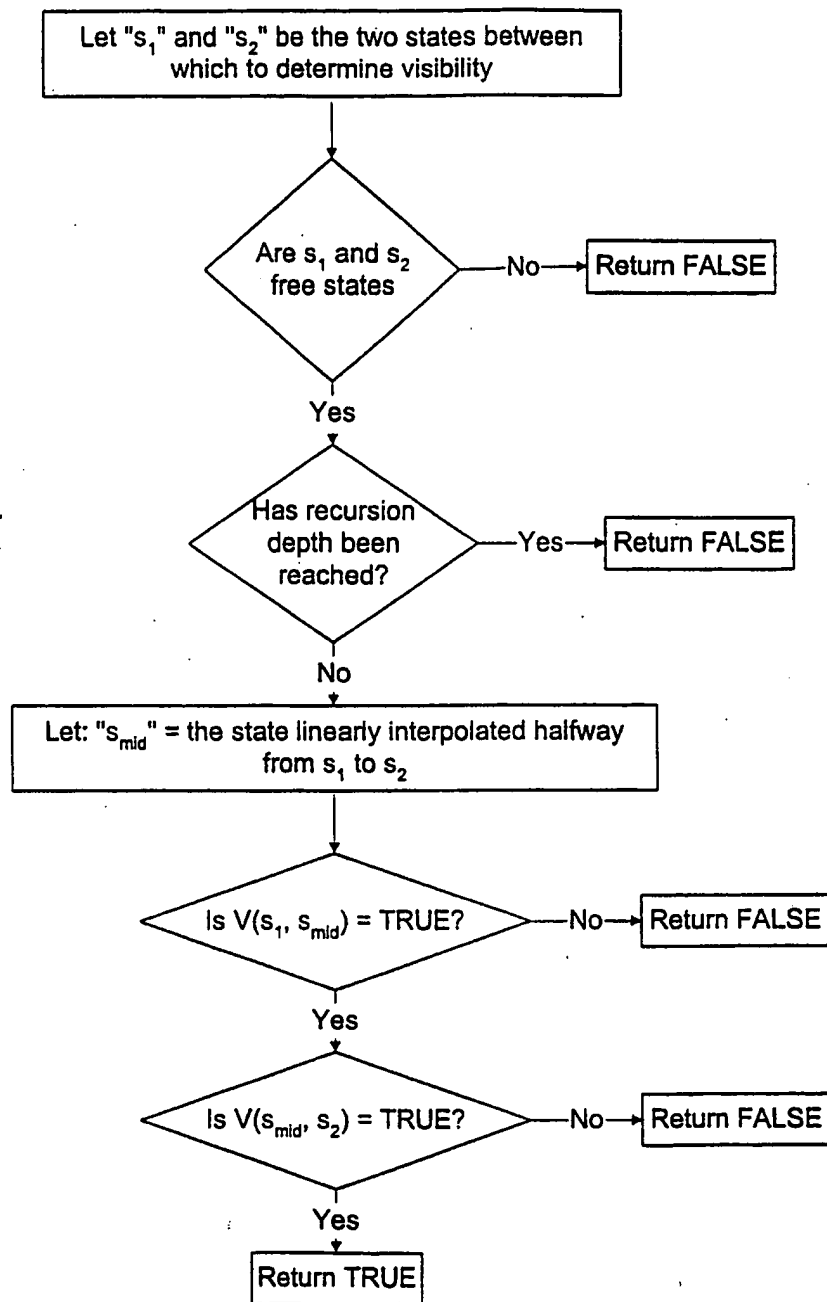 Let "s₁" and "s₂" be the two states between
which to determine visibility
Are s₁ and s₂
free states
No
Return FALSE
Yes
Has recursion
depth been
reached?
Yes
Return FALSE
No
Let: "s_mid" = the state linearly interpolated halfway
from s₁ to s₂
Is V(s₁, s_mid) = TRUE?
No
Return FALSE
Yes
Is V(s_mid, s₂) = TRUE?
No
Return FALSE
Yes
Return TRUE